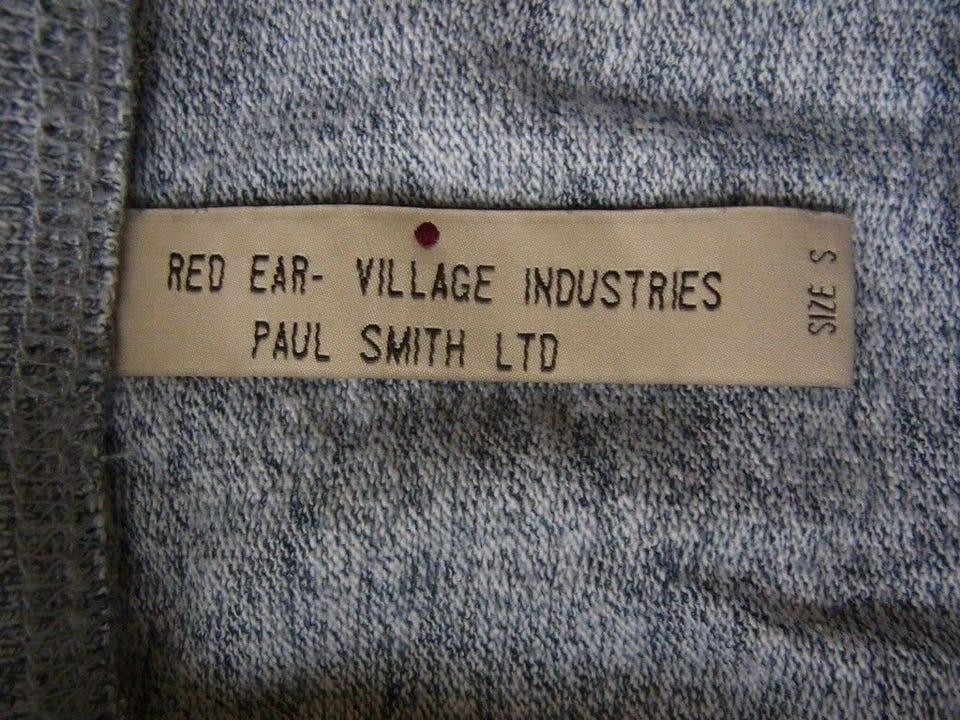 RED EAR- VILLAGE INDUSTRIES
PAUL SMITH LTD
SIZE S